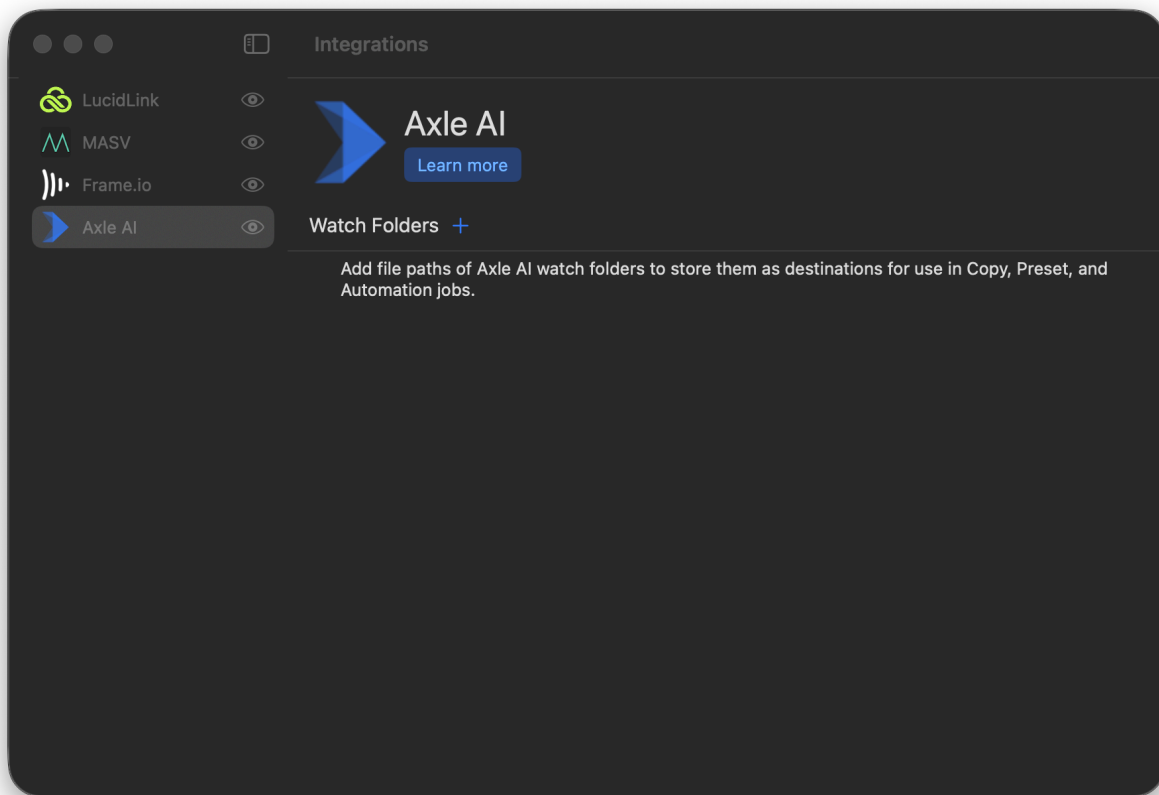 Integrations
LucidLink
MASV
Frame.io
Axle AI
Axle AI
Learn more
Watch Folders +
Add file paths of Axle AI watch folders to store them as destinations for use in Copy, Preset, and
Automation jobs.